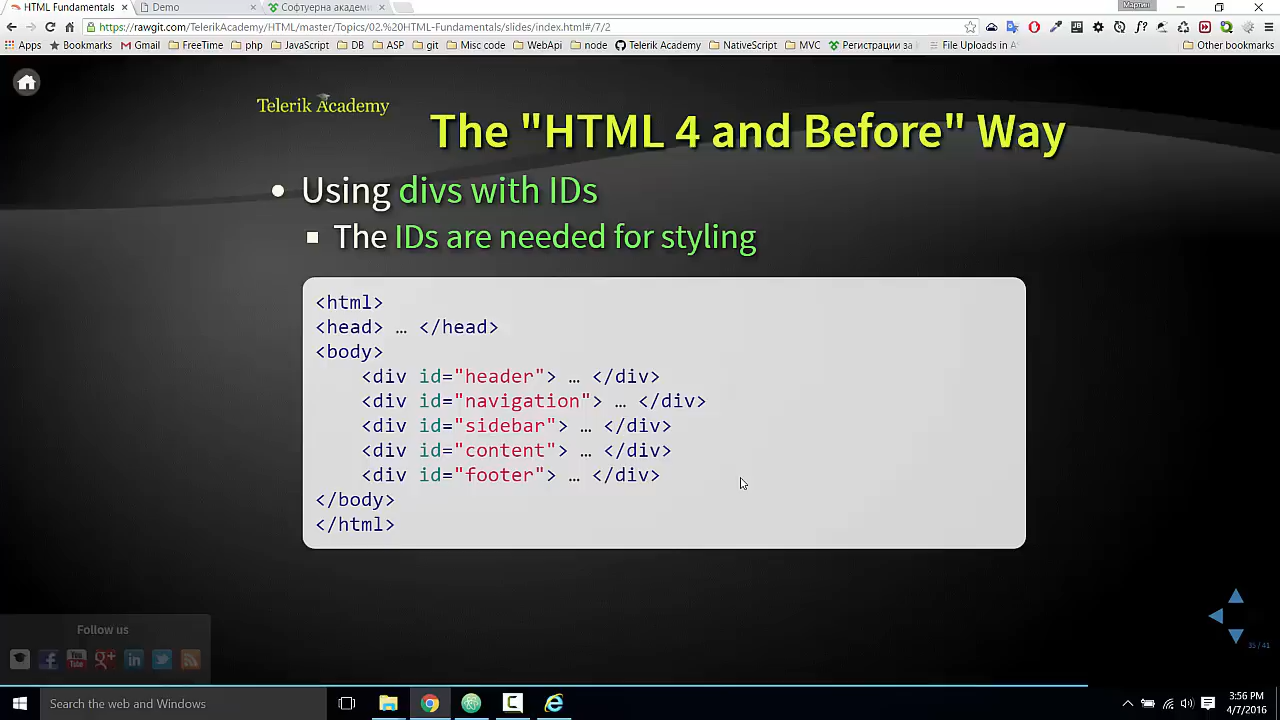 HTML Fundamentals
Demo
Софтуерна академи
Мартин
https://rawgit.com/TelerikAcademy/HTML/master/Topics/02.%20HTML-Fundamentals/slides/index.html#/7/2
Apps Bookmarks Gmail FreeTime php JavaScript DB ASP git Misc code WebApi node Telerik Academy NativeScript MVC Регистрации за File Uploads in A Other bookmarks
Telerik Academy
The "HTML 4 and Before" Way
• Using divs with IDs
▪ The IDs are needed for styling
<html>
<head> … </head>
<body>
<div id="header"> … </div>
<div id="navigation"> … </div>
<div id="sidebar"> … </div>
<div id="content"> … </div>
<div id="footer"> … </div>
</body>
</html>
Follow us
35 / 41
Search the web and Windows
3:56 PM
4/7/2016